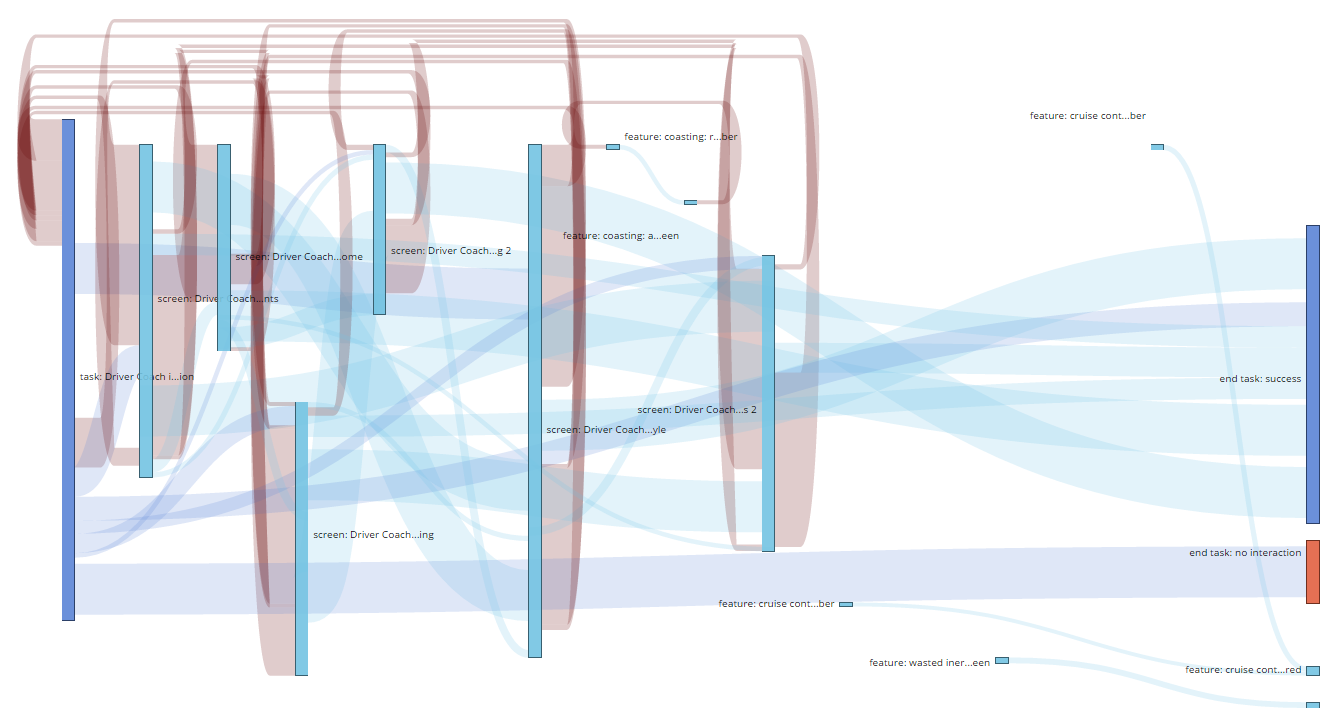 feature: cruise cont...ber
feature: coasting: r...ber
feature: coasting: a...een
screen: Driver Coach...g 2
screen: Driver Coach...ome
screen: Driver Coach...nts
task: Driver Coach i...ion
end task: success
screen: Driver Coach...s 2
screen: Driver Coach...yle
screen: Driver Coach...ing
end task: no interaction
feature: cruise cont...ber
feature: wasted iner...een
feature: cruise cont...red